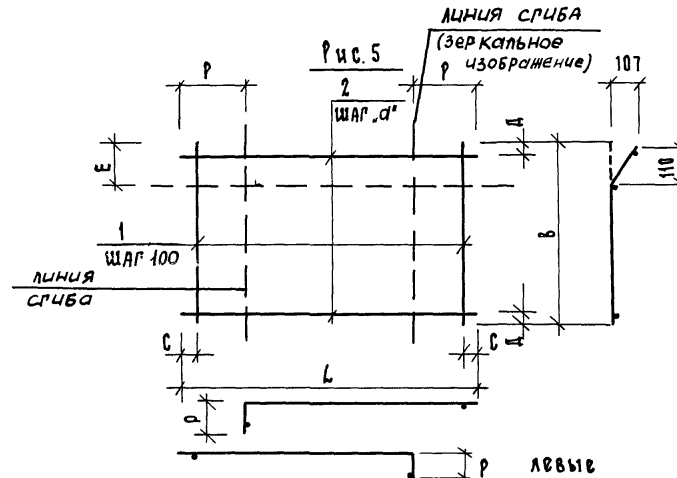 ЛИНИЯ СГИБА
(Зеркальное
изображение)
Рис. 5
P
P
107
2
ШАГ „а"
Д
E
110
1
ШАГ 100
В
ЛИНИЯ
СГИБА
C
C
Д
L
P
P
ЛЕВЫЕ